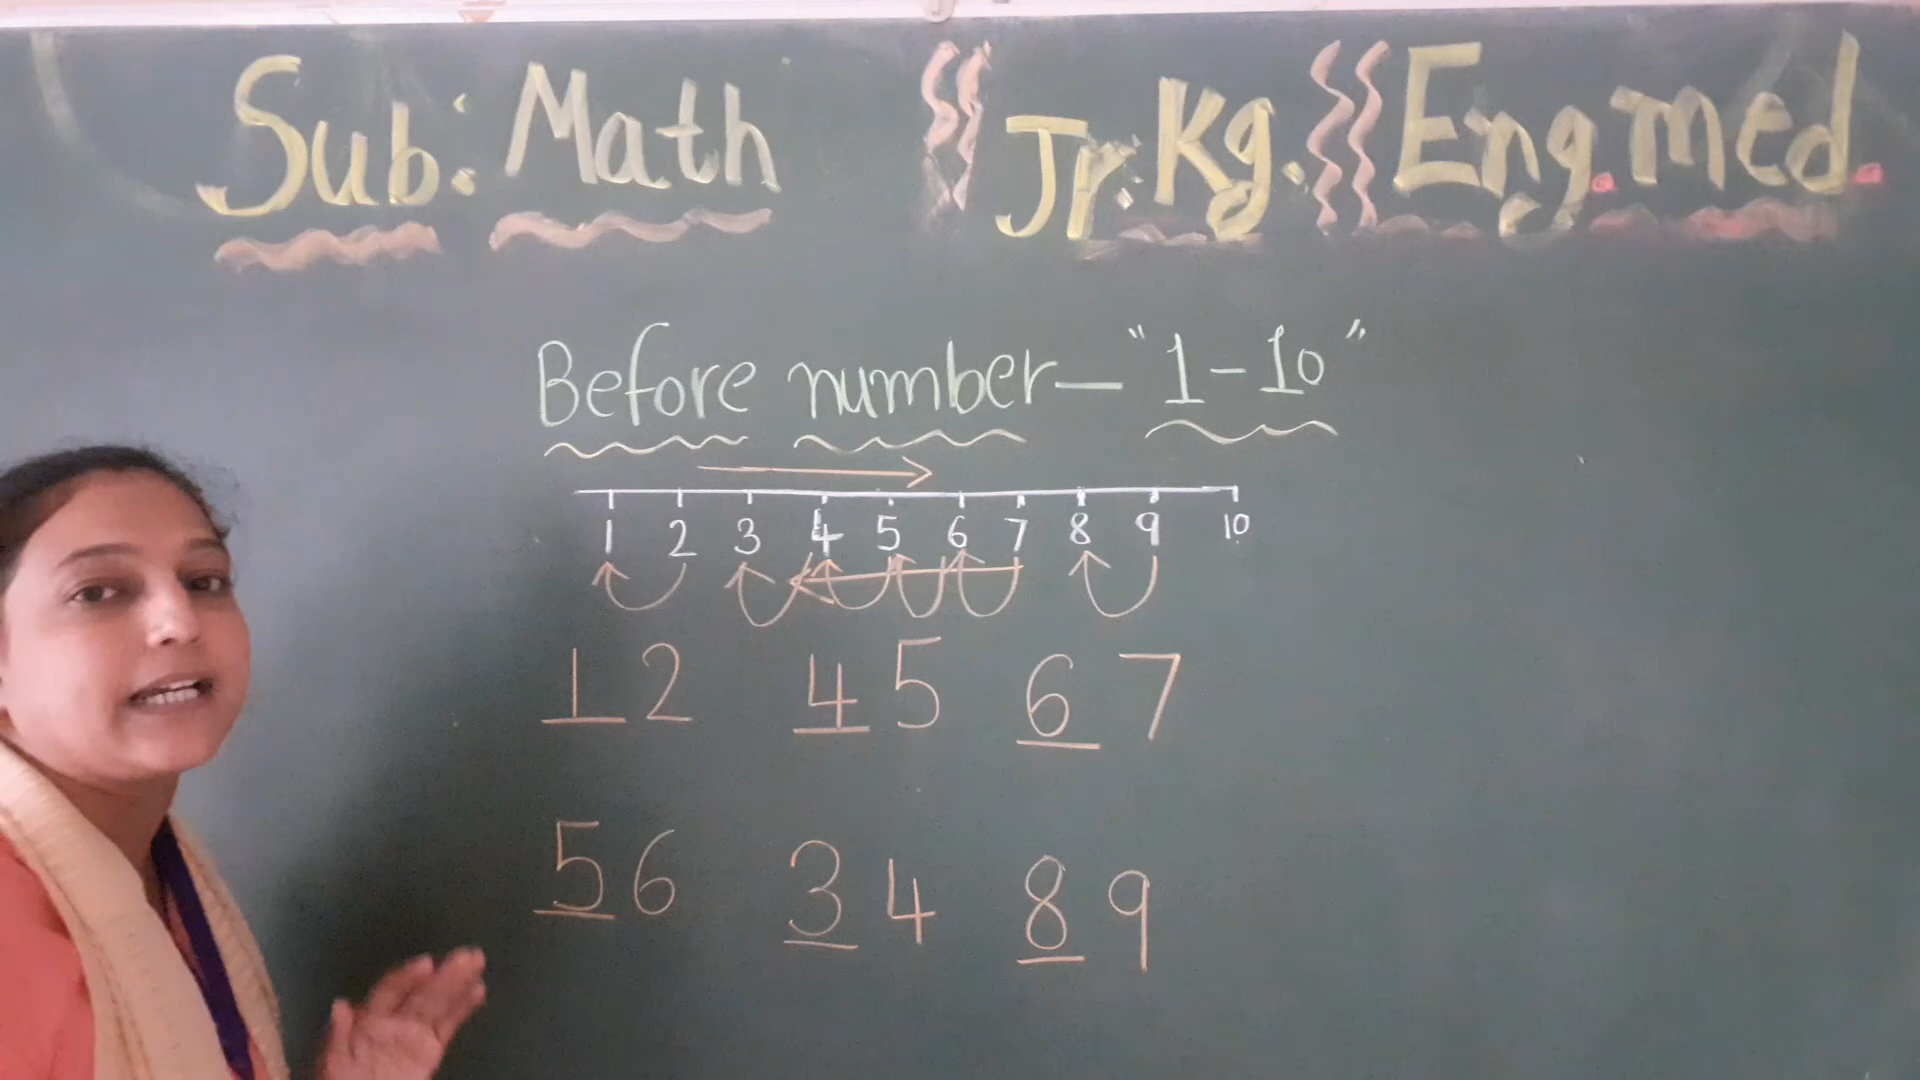 Sub: Math Jr. Kg. Eng. med.
Before number — "1 - 10"
1 2 3 4 5 6 7 8 9 10
1 2 4 5 6 7
5 6 3 4 8 9